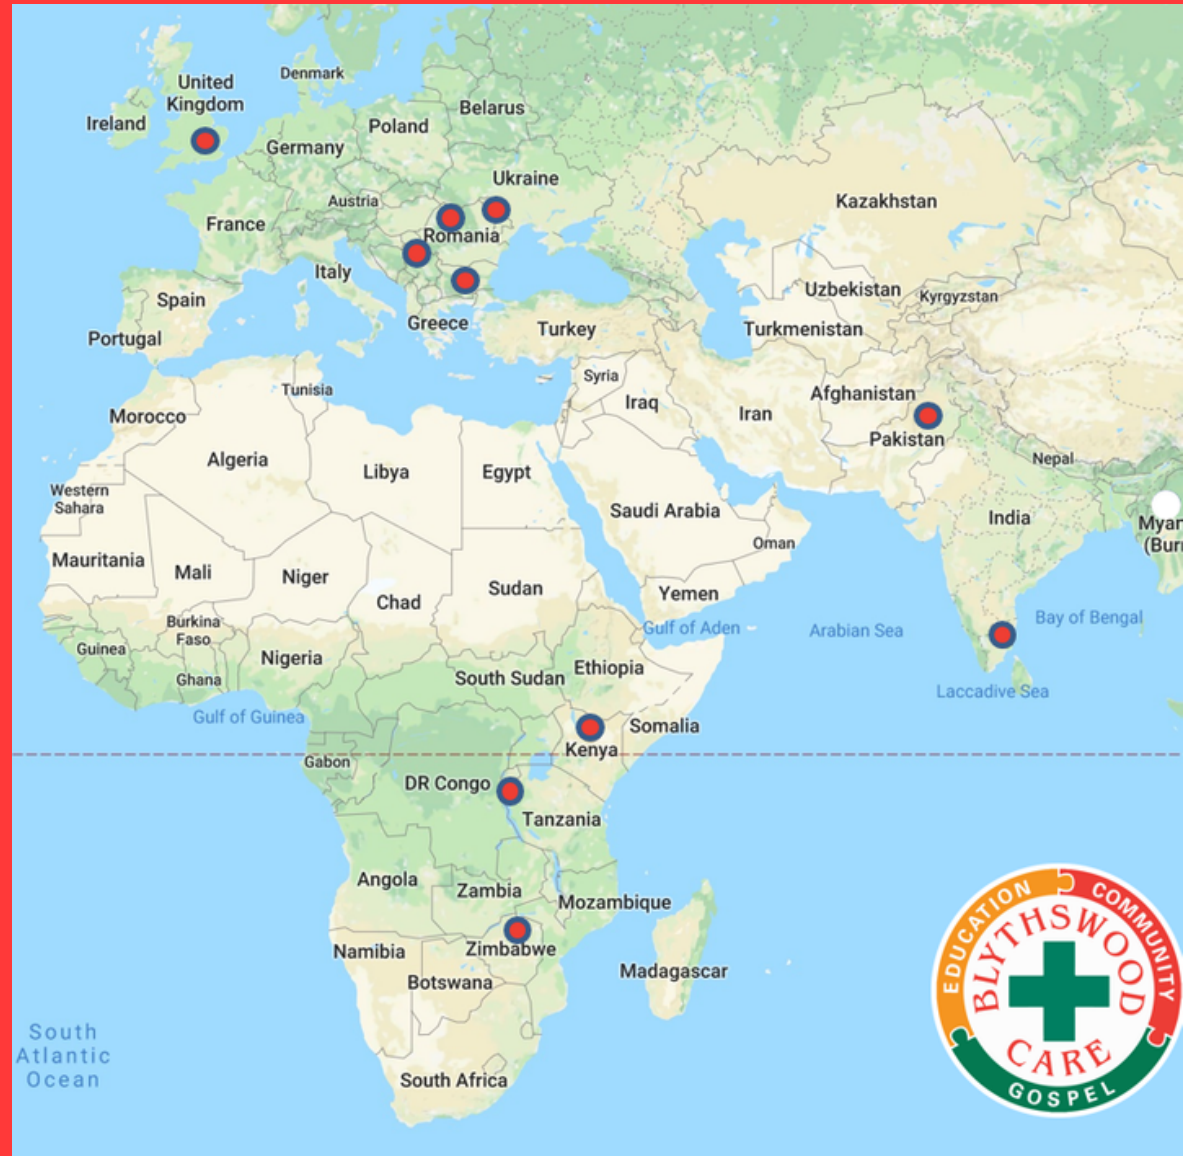 United
Kingdom
Denmark
Ireland
Belarus
Poland
Germany
Ukraine
Austria
France
Romania
Kazakhstan
Italy
Spain
Uzbekistan
Kyrgyzstan
Portugal
Greece
Turkey
Turkmenistan
Syria
Tunisia
Afghanistan
Morocco
Iraq
Iran
Pakistan
Algeria
Libya
Egypt
Nepal
Western
Sahara
Saudi Arabia
India
Myan
(Burr
Oman
Mauritania
Mali
Niger
Chad
Sudan
Yemen
Burkina
Faso
Gulf of Aden
Arabian Sea
Bay of Bengal
Guinea
Nigeria
Ethiopia
Ghana
South Sudan
Laccadive Sea
Gulf of Guinea
Somalia
Kenya
Gabon
DR Congo
Tanzania
Angola
Zambia
Mozambique
Namibia
Zimbabwe
Botswana
Madagascar
South
Atlantic
Ocean
South Africa
EDUCATION
COMMUNITY
BLYTHSWOOD
CARE
GOSPEL